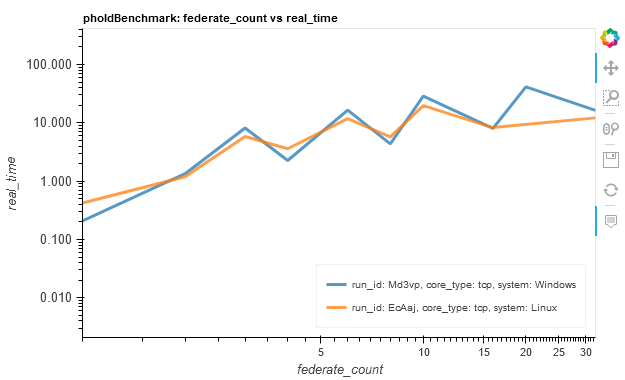 pholdBenchmark: federate_count vs real_time
100.000
10.000
1.000
0.100
0.010
real_time
run_id: Md3vp, core_type: tcp, system: Windows
run_id: EcAaj, core_type: tcp, system: Linux
5 10 15 20 25 30
federate_count